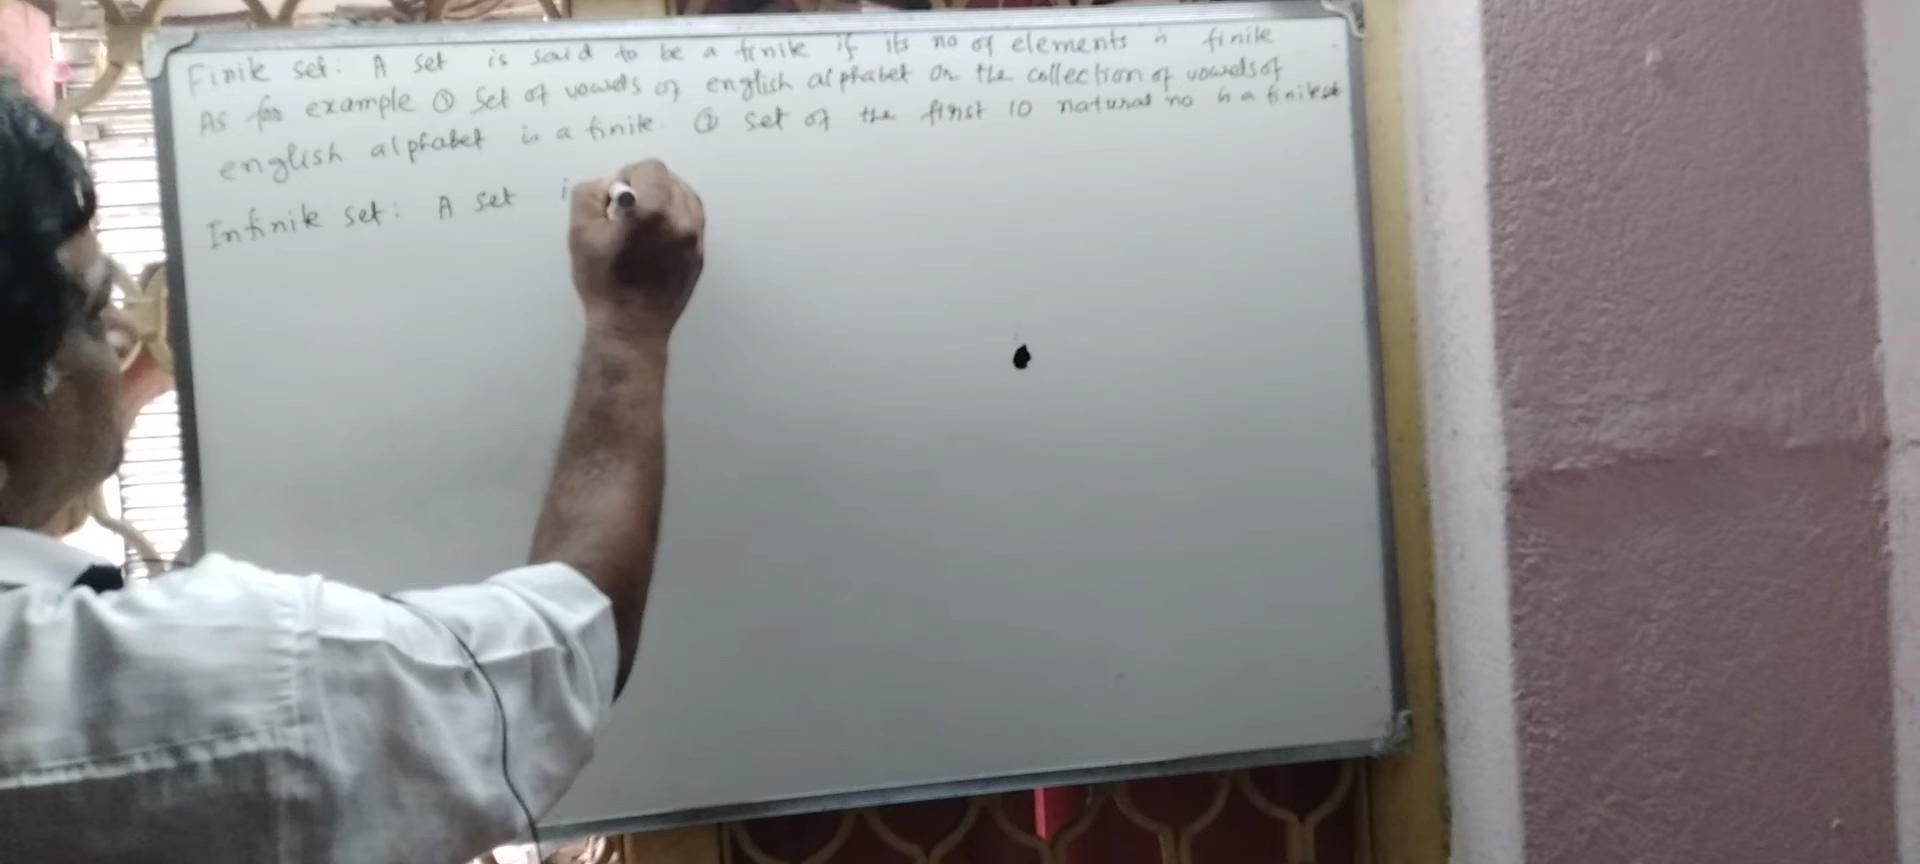 Finite set: A set is said to be a finite if its no of elements is finite
As for example ① Set of vowels of english alphabet or the collection of vowels of
english alphabet is a finite. ② set of the first 10 natural no is a finite set
Infinite set: A set i